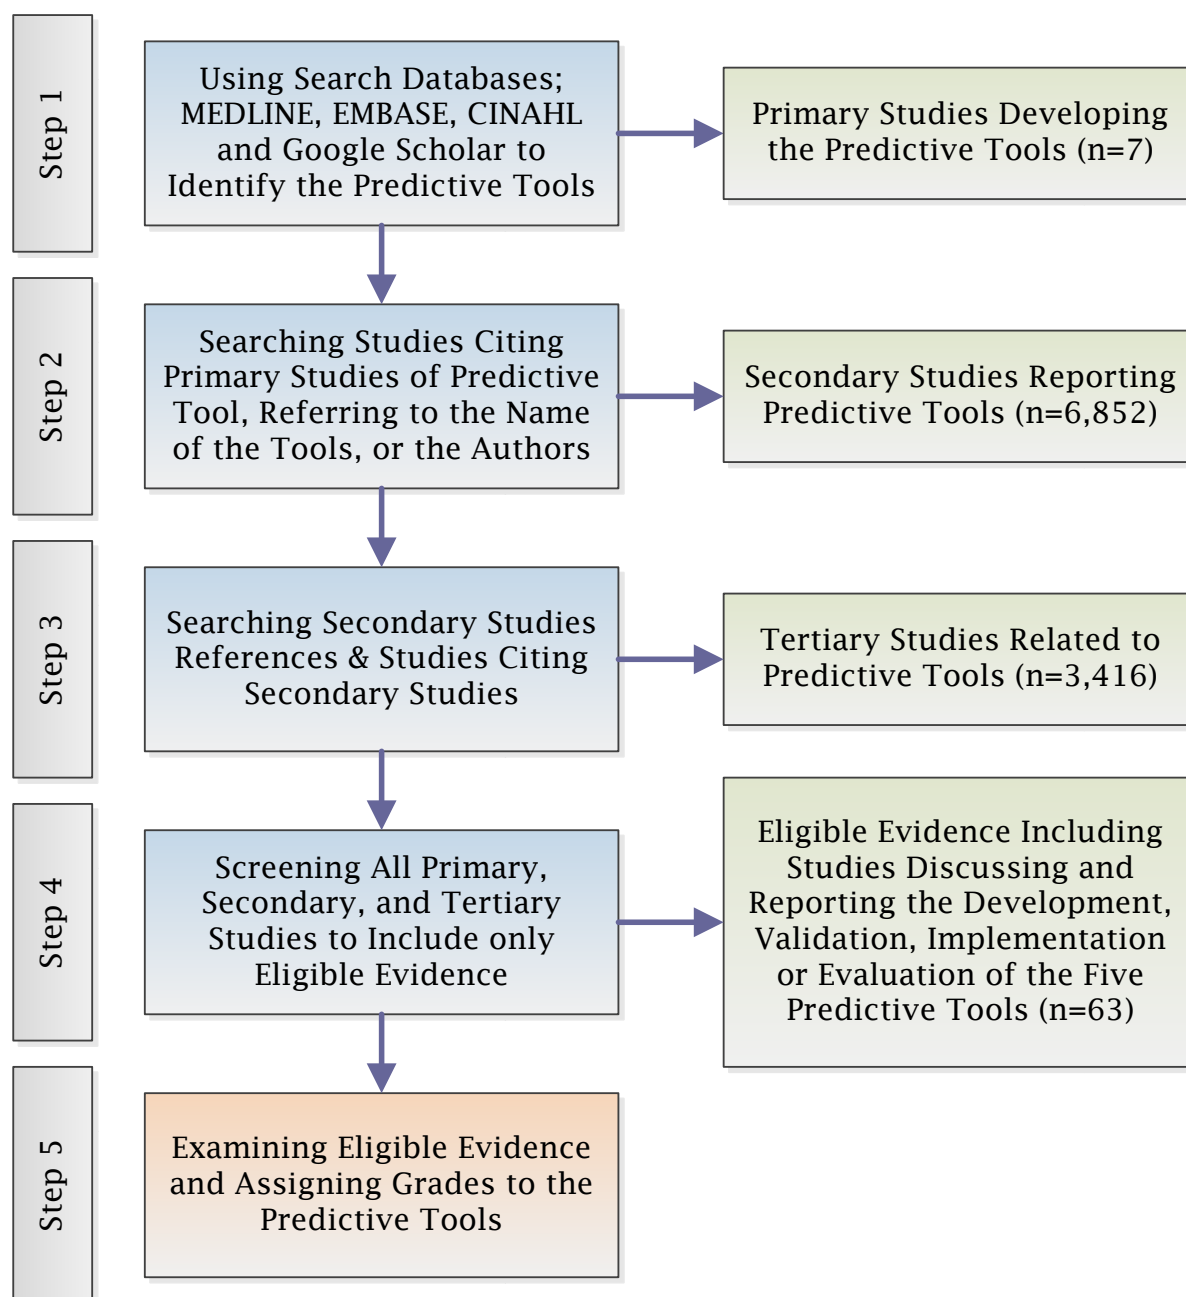 Step 1
Using Search Databases;
MEDLINE, EMBASE, CINAHL
and Google Scholar to
Identify the Predictive Tools
Primary Studies Developing
the Predictive Tools (n=7)
Step 2
Searching Studies Citing
Primary Studies of Predictive
Tool, Referring to the Name
of the Tools, or the Authors
Secondary Studies Reporting
Predictive Tools (n=6,852)
Step 3
Searching Secondary Studies
References & Studies Citing
Secondary Studies
Tertiary Studies Related to
Predictive Tools (n=3,416)
Step 4
Screening All Primary,
Secondary, and Tertiary
Studies to Include only
Eligible Evidence
Eligible Evidence Including
Studies Discussing and
Reporting the Development,
Validation, Implementation
or Evaluation of the Five
Predictive Tools (n=63)
Step 5
Examining Eligible Evidence
and Assigning Grades to the
Predictive Tools